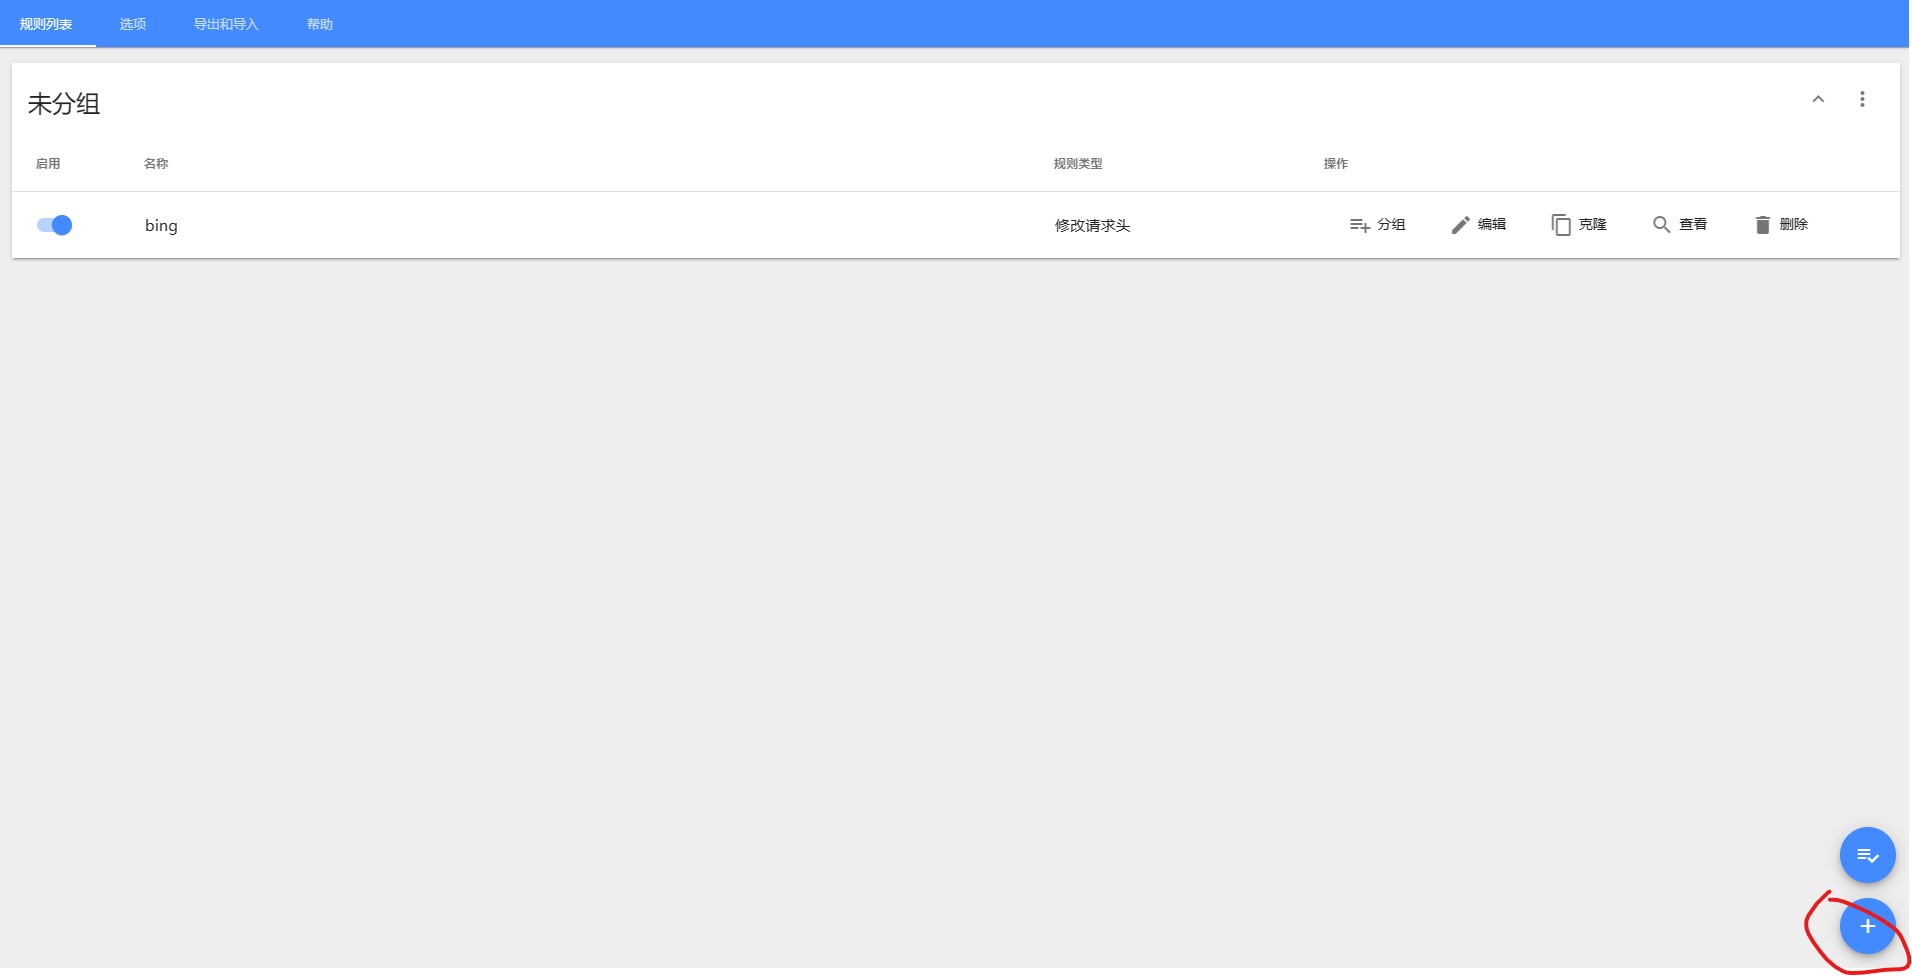 规则列表 选项 导出和导入 帮助
未分组
启用 名称 规则类型 操作
bing 修改请求头 分组 编辑 克隆 查看 删除